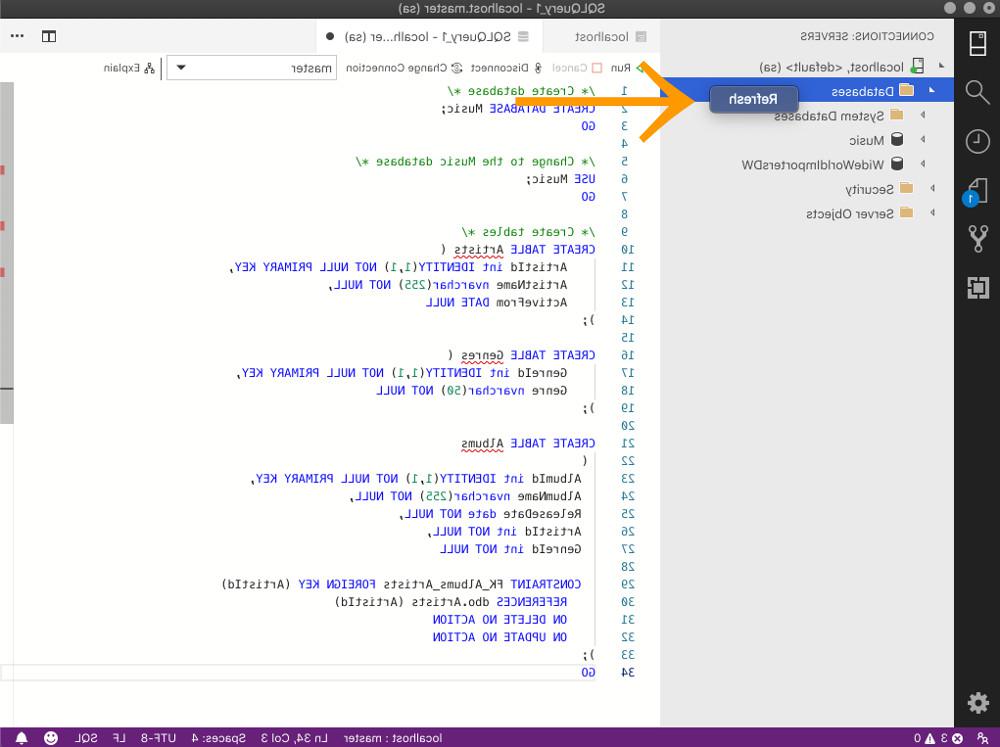 SQLQuery_1 - localhost.master (sa)
CONNECTIONS: SERVERS
localhost, <default> (sa)
Databases
Refresh
System Databases
Music
WideWorldImportersDW
Security
Server Objects
1
localhost
SQLQuery_1 - localh...er (sa)
Run Cancel Disconnect Change Connection master Explain
1 /* Create database */
2 CREATE DATABASE Music;
3 GO
4
5 /* Change to the Music database */
6 USE Music;
7 GO
8
9 /* Create tables */
10 CREATE TABLE Artists (
11 ArtistId int IDENTITY(1,1) NOT NULL PRIMARY KEY,
12 ArtistName nvarchar(255) NOT NULL,
13 ActiveFrom DATE NULL
14 );
15
16 CREATE TABLE Genres (
17 GenreId int IDENTITY(1,1) NOT NULL PRIMARY KEY,
18 Genre nvarchar(50) NOT NULL
19 );
20
21 CREATE TABLE Albums
22 (
23 AlbumId int IDENTITY(1,1) NOT NULL PRIMARY KEY,
24 AlbumName nvarchar(255) NOT NULL,
25 ReleaseDate date NOT NULL,
26 ArtistId int NOT NULL,
27 GenreId int NOT NULL
28
29 CONSTRAINT FK_Albums_Artists FOREIGN KEY (ArtistId)
30 REFERENCES dbo.Artists (ArtistId)
31 ON DELETE NO ACTION
32 ON UPDATE NO ACTION
33 );
34 GO
3 0 localhost : master Ln 34, Col 3 Spaces: 4 UTF-8 LF SQL